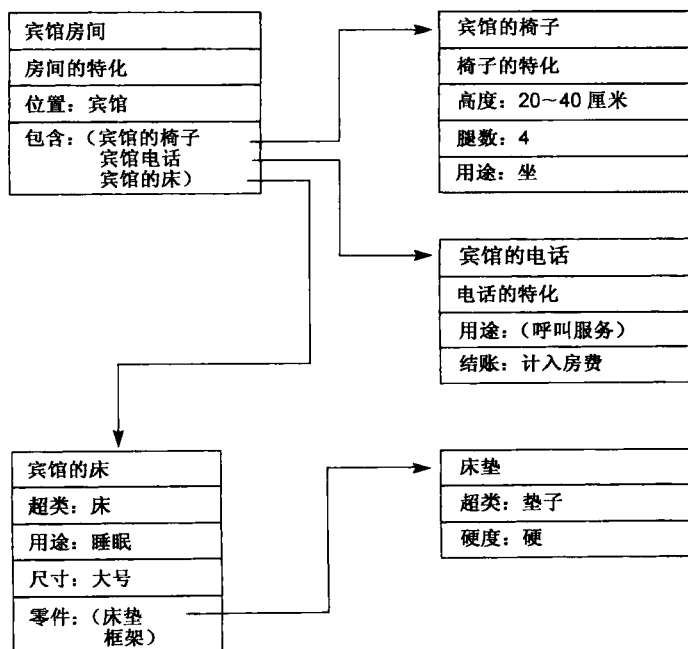 宾馆房间
房间的特化
位置：宾馆
包含：（宾馆的椅子
宾馆电话
宾馆的床）
宾馆的椅子
椅子的特化
高度：20～40 厘米
腿数：4
用途：坐
宾馆的电话
电话的特化
用途：（呼叫服务）
结账：计入房费
宾馆的床
超类：床
用途：睡眠
尺寸：大号
零件：（床垫
框架）
床垫
超类：垫子
硬度：硬